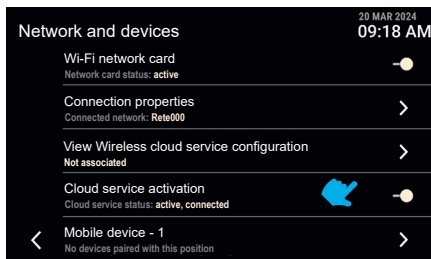 20 MAR 2024
Network and devices 09:18 AM
Wi-Fi network card
Network card status: active
Connection properties
Connected network: Rete000
View Wireless cloud service configuration
Not associated
Cloud service activation
Cloud service status: active, connected
Mobile device - 1
No devices paired with this position